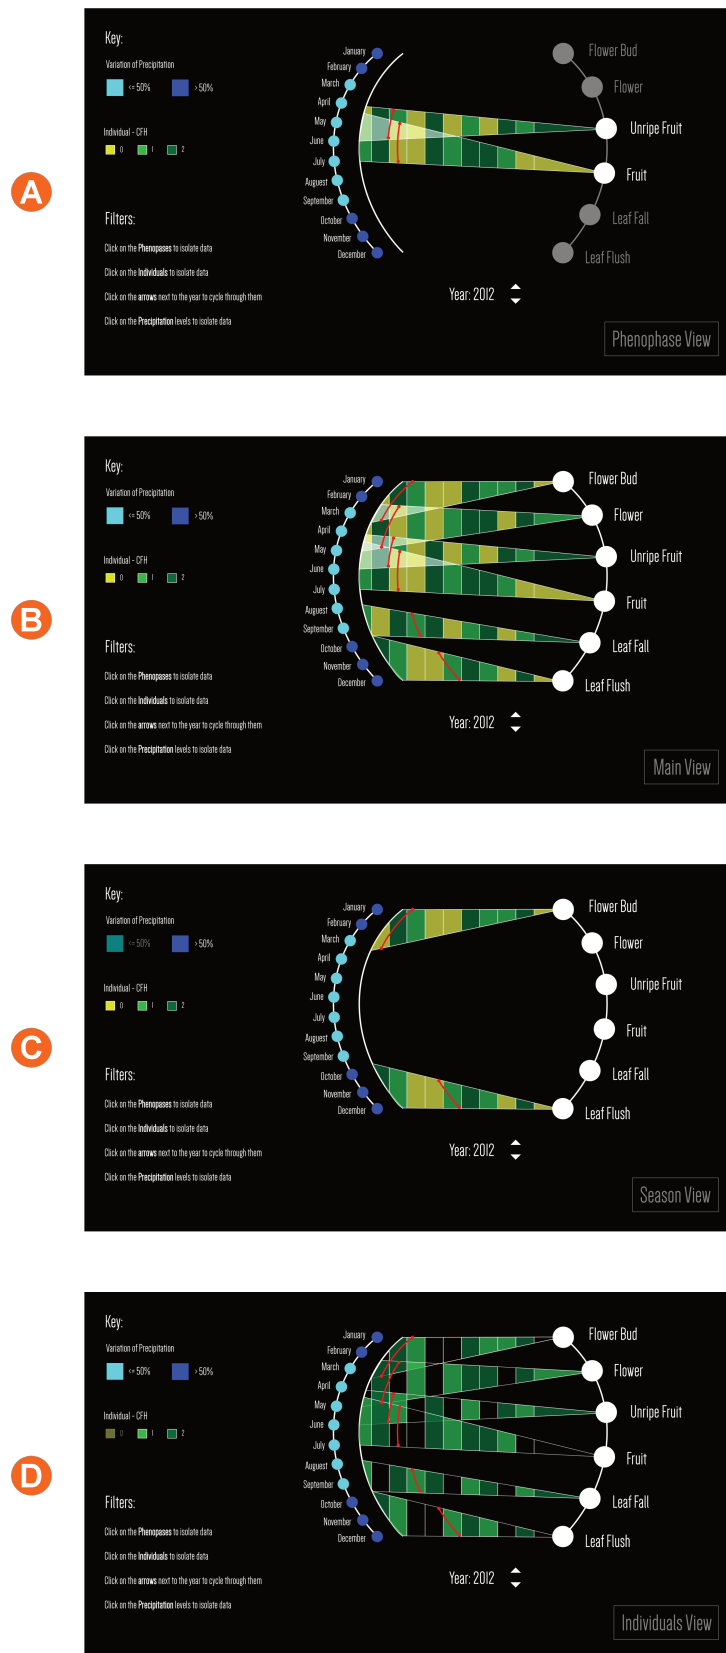 A
Key:
Variation of Precipitation
<= 50%
> 50%
Individual - CFH
0
1
2
Filters:
Click on the Phenopases to isolate data
Click on the Individuals to isolate data
Click on the arrows next to the year to cycle through them
Click on the Precipitation levels to isolate data
January
February
March
April
May
June
July
Auguest
September
October
November
December
Flower Bud
Flower
Unripe Fruit
Fruit
Leaf Fall
Leaf Flush
Year: 2012
Phenophase View
B
Key:
Variation of Precipitation
<= 50%
> 50%
Individual - CFH
0
1
2
Filters:
Click on the Phenopases to isolate data
Click on the Individuals to isolate data
Click on the arrows next to the year to cycle through them
Click on the Precipitation levels to isolate data
January
February
March
April
May
June
July
Auguest
September
October
November
December
Flower Bud
Flower
Unripe Fruit
Fruit
Leaf Fall
Leaf Flush
Year: 2012
Main View
C
Key:
Variation of Precipitation
<= 50%
> 50%
Individual - CFH
0
1
2
Filters:
Click on the Phenopases to isolate data
Click on the Individuals to isolate data
Click on the arrows next to the year to cycle through them
Click on the Precipitation levels to isolate data
January
February
March
April
May
June
July
Auguest
September
October
November
December
Flower Bud
Flower
Unripe Fruit
Fruit
Leaf Fall
Leaf Flush
Year: 2012
Season View
D
Key:
Variation of Precipitation
<= 50%
> 50%
Individual - CFH
0
1
2
Filters:
Click on the Phenopases to isolate data
Click on the Individuals to isolate data
Click on the arrows next to the year to cycle through them
Click on the Precipitation levels to isolate data
January
February
March
April
May
June
July
Auguest
September
October
November
December
Flower Bud
Flower
Unripe Fruit
Fruit
Leaf Fall
Leaf Flush
Year: 2012
Individuals View